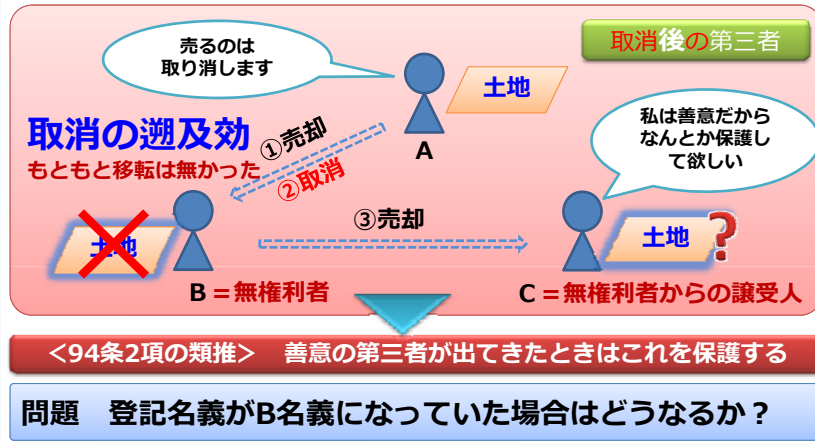 取消後の第三者
売るのは
取り消します
土地
私は善意だから
なんとか保護し
て欲しい
取消の遡及効
もともと移転は無かった
A
①売却
②取消
③売却
土地
土地
?
B＝無権利者
C＝無権利者からの譲受人
＜94条2項の類推＞　善意の第三者が出てきたときはこれを保護する
問題　登記名義がB名義になっていた場合はどうなるか？